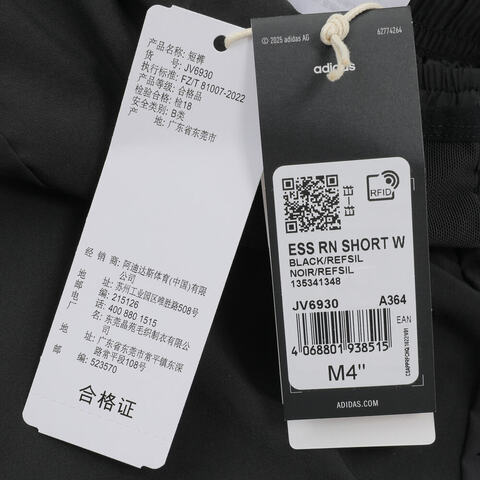 产品名称: 短裤
货 号: JV6930
执行标准: FZ/T 81007-2022
等 级: 合格品
检验合格: 检18
安全类别: B类
产 地: 广东省东莞市
经 销 商: 阿迪达斯体育(中国)有限
公司
地 址: 苏州工业园区唯胜路508号
邮 编: 215126
电 话: 400 880 1515
制 造 商: 东莞晶苑毛织制衣有限公
司
地 址: 广东省东莞市常平镇东深
路常平段108号
邮 编: 523570
合格证
© 2025 adidas AG
62774264
adidas
RFID
ESS RN SHORT W
BLACK/REFSIL
NOIR/REFSIL
135341348
JV6930 A364
EAN
4 068801 938515
M4"
ADIDAS.COM